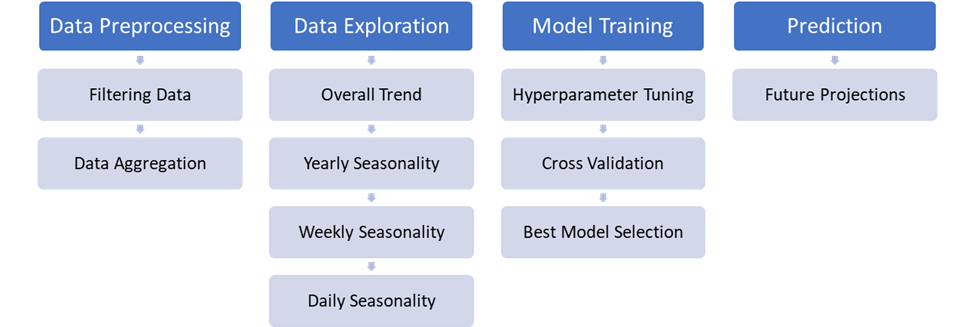 Data Preprocessing
Filtering Data
Data Aggregation
Data Exploration
Overall Trend
Yearly Seasonality
Weekly Seasonality
Daily Seasonality
Model Training
Hyperparameter Tuning
Cross Validation
Best Model Selection
Prediction
Future Projections